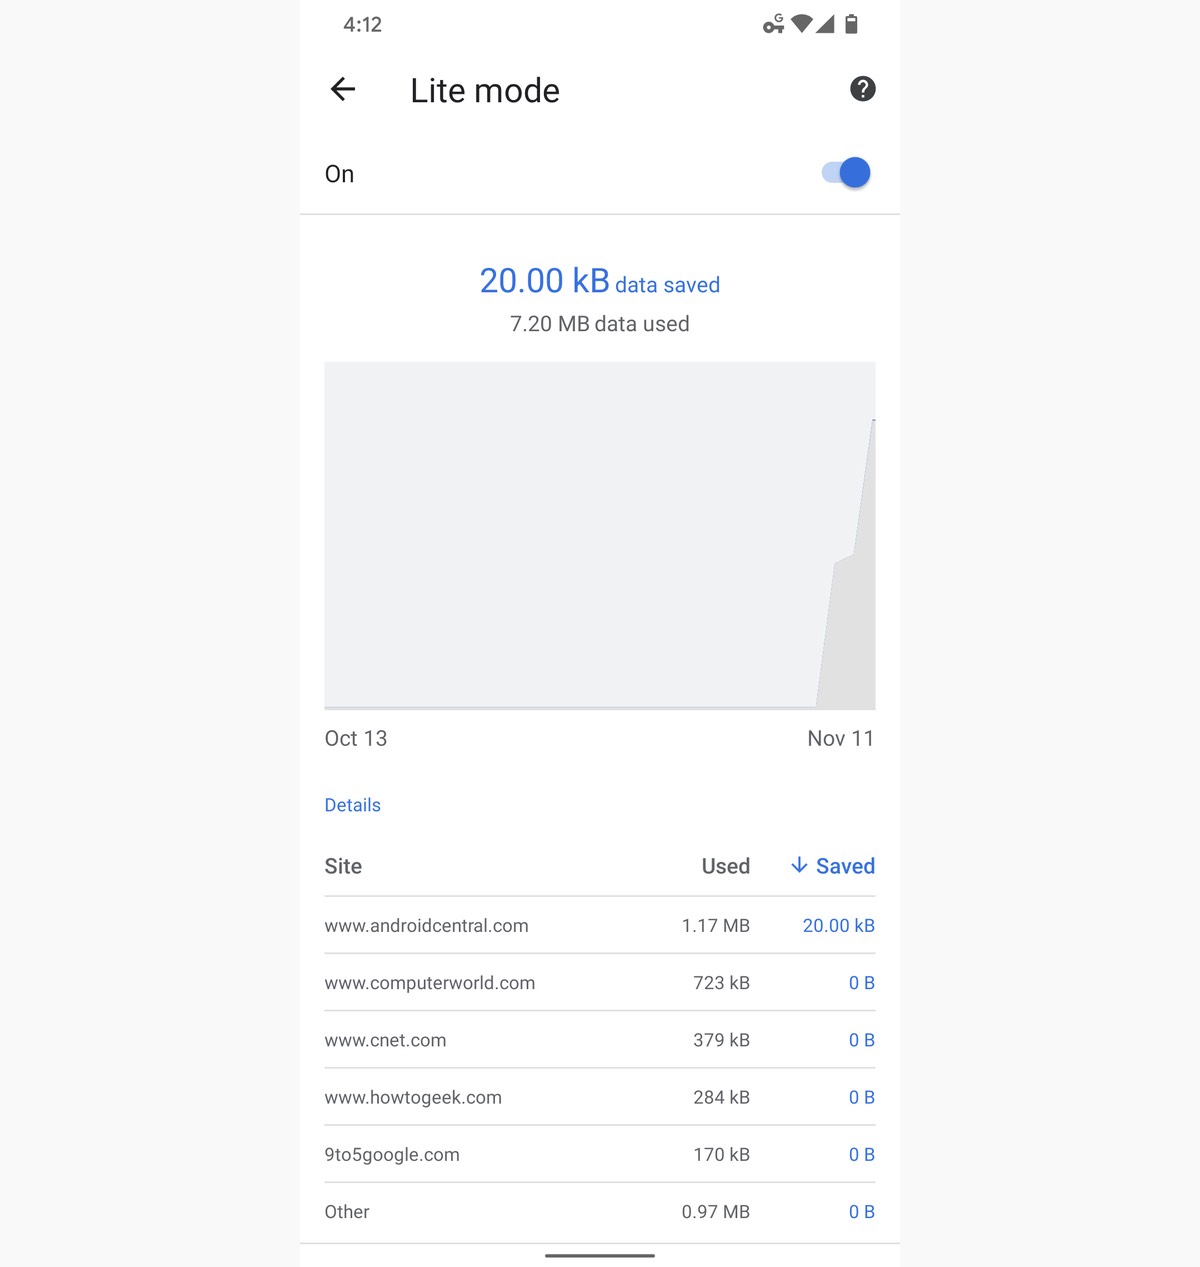 4:12 G
Lite mode ?
On
20.00 kB data saved
7.20 MB data used
Oct 13 Nov 11
Details
Site Used Saved
www.androidcentral.com 1.17 MB 20.00 kB
www.computerworld.com 723 kB 0 B
www.cnet.com 379 kB 0 B
www.howtogeek.com 284 kB 0 B
9to5google.com 170 kB 0 B
Other 0.97 MB 0 B